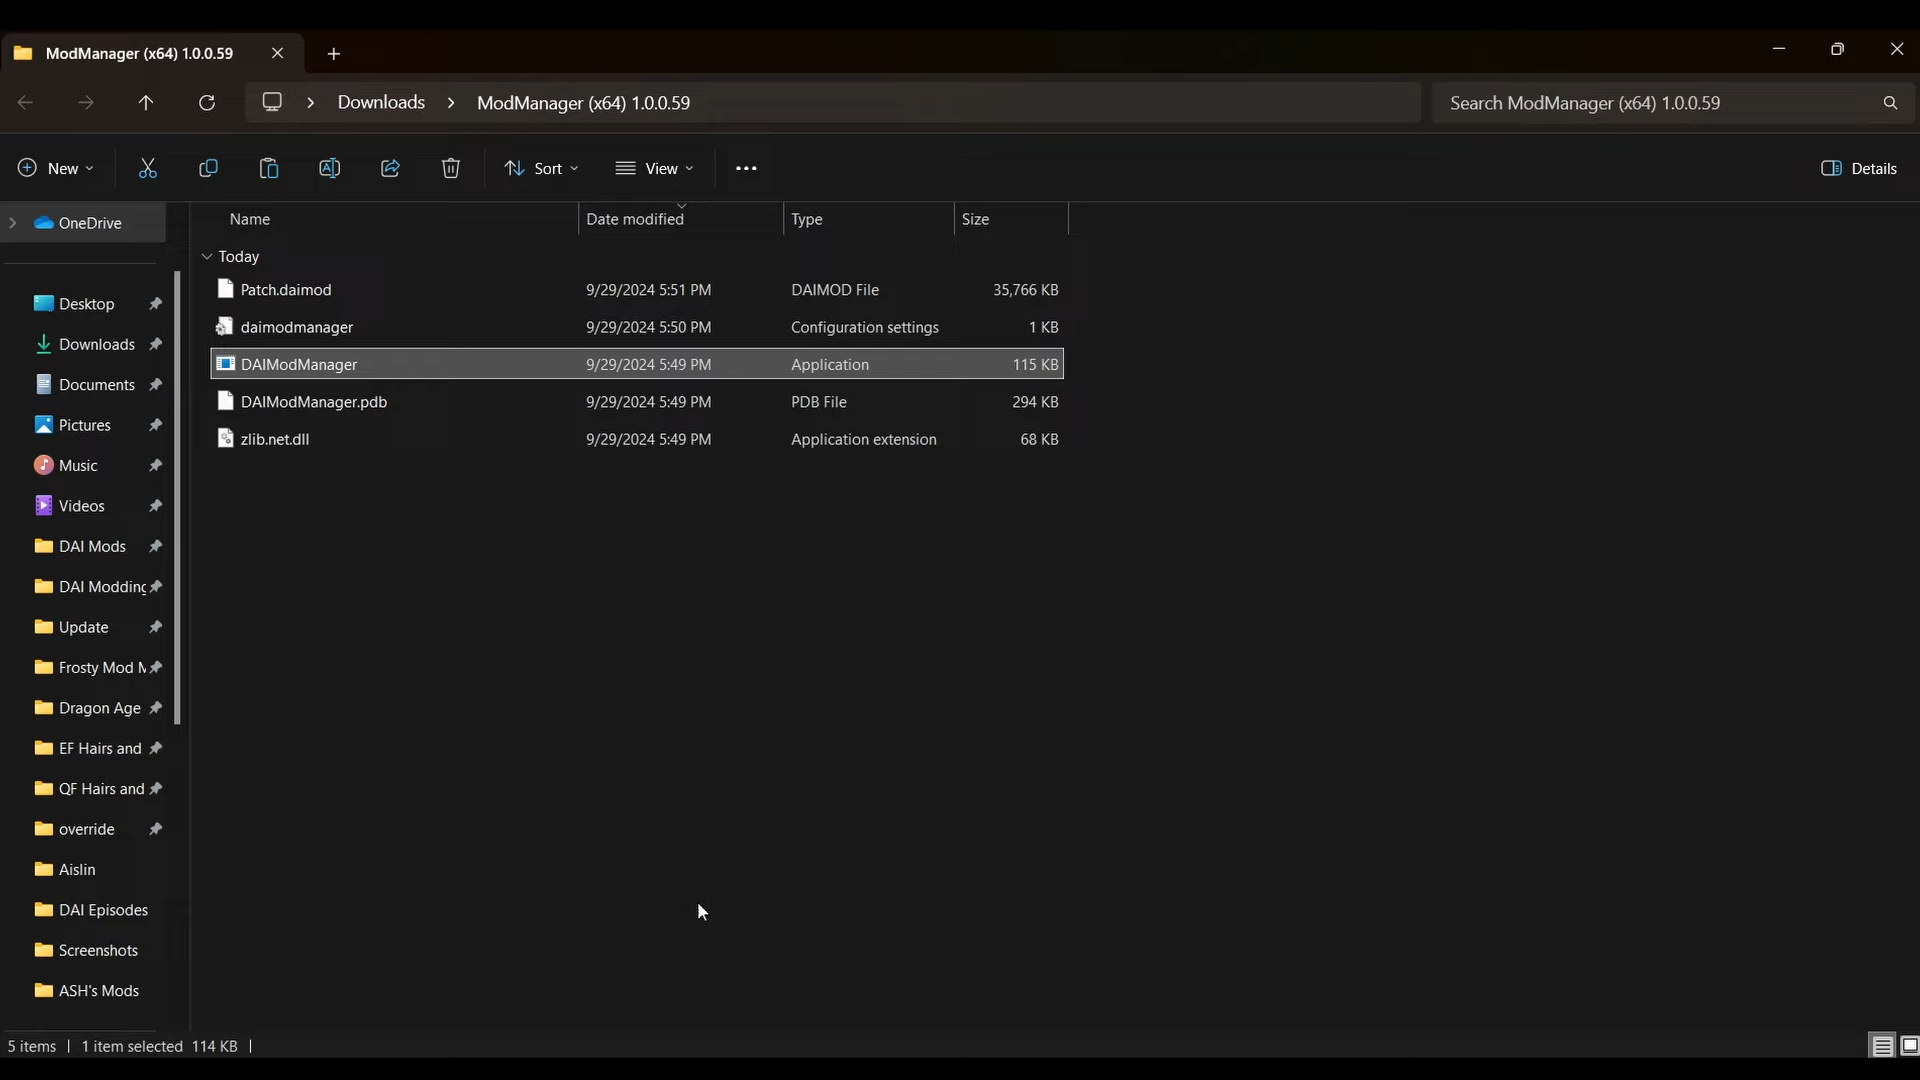 ModManager (x64) 1.0.0.59
Downloads > ModManager (x64) 1.0.0.59
Search ModManager (x64) 1.0.0.59
New
Sort
View
Details
OneDrive
Desktop
Downloads
Documents
Pictures
Music
Videos
DAI Mods
DAI Modding
Update
Frosty Mod M
Dragon Age
EF Hairs and
QF Hairs and
override
Aislin
DAI Episodes
Screenshots
ASH's Mods
Name Date modified Type Size
Today
Patch.daimod 9/29/2024 5:51 PM DAIMOD File 35,766 KB
daimodmanager 9/29/2024 5:50 PM Configuration settings 1 KB
DAIModManager 9/29/2024 5:49 PM Application 115 KB
DAIModManager.pdb 9/29/2024 5:49 PM PDB File 294 KB
zlib.net.dll 9/29/2024 5:49 PM Application extension 68 KB
5 items | 1 item selected 114 KB |